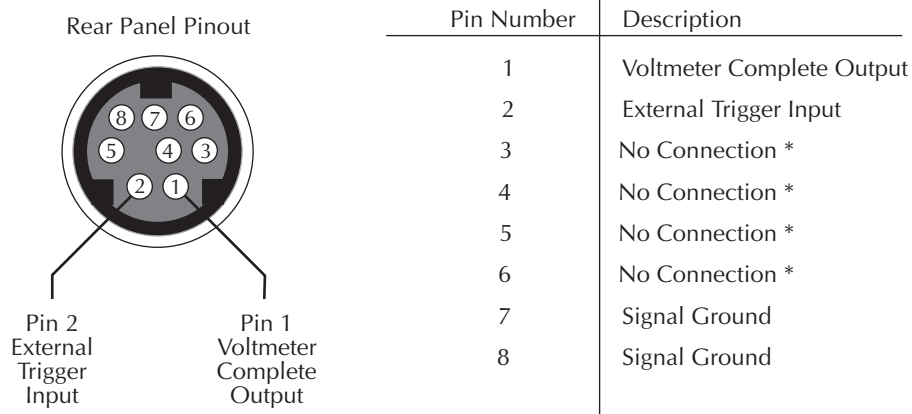 Rear Panel Pinout
8 7 6
5 4 3
2 1
Pin 2
External
Trigger
Input
Pin 1
Voltmeter
Complete
Output
Pin Number Description
1 Voltmeter Complete Output
2 External Trigger Input
3 No Connection *
4 No Connection *
5 No Connection *
6 No Connection *
7 Signal Ground
8 Signal Ground